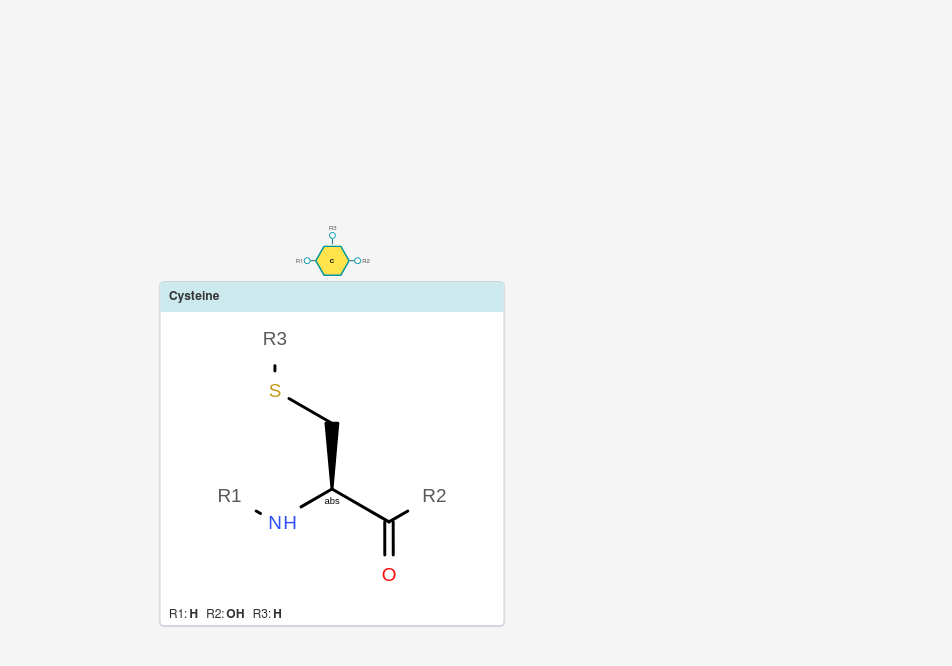 R3
R1 C R2
Cysteine
R3
S
R1 abs R2
NH
O
R1: H R2: OH R3: H